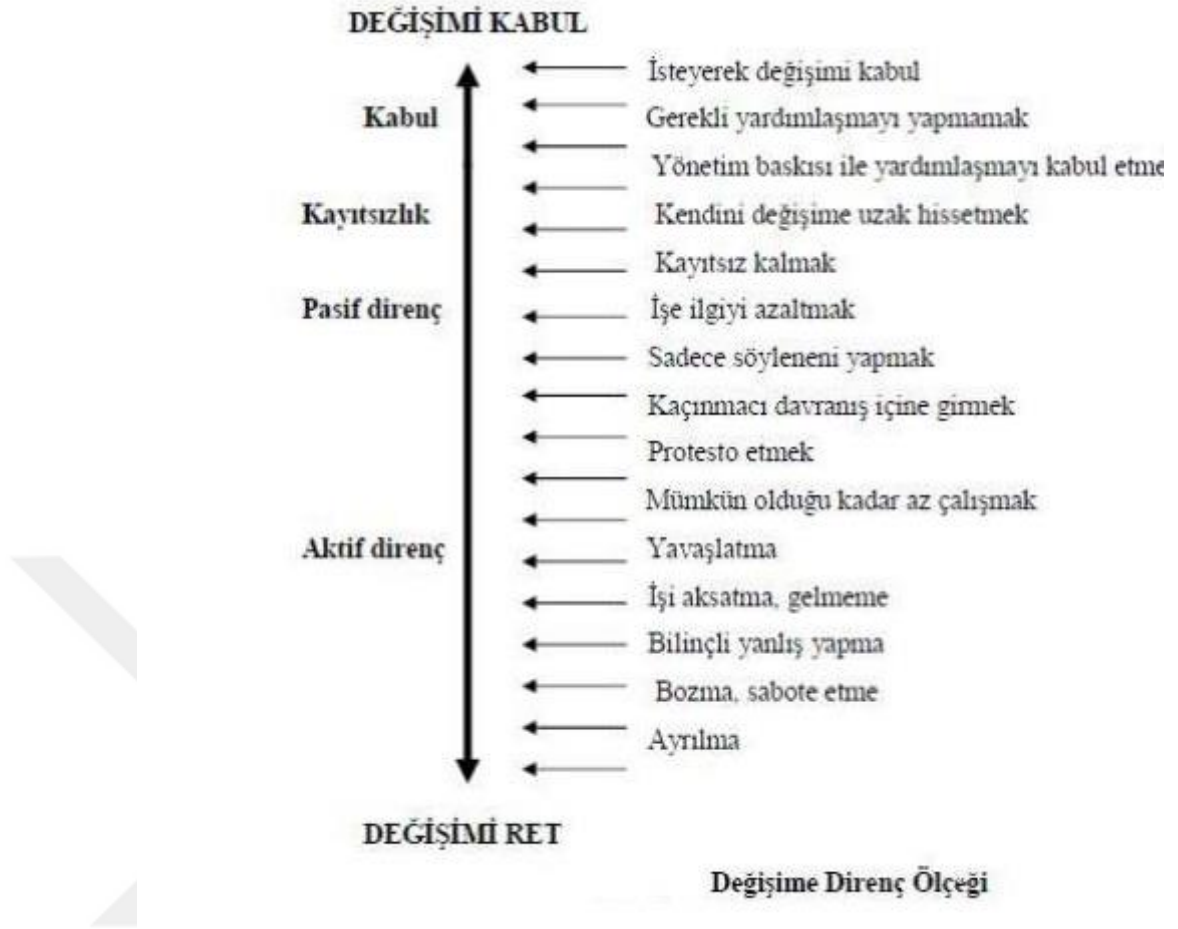 DEĞİŞİMİ KABUL
İsteyerek değişimi kabul
Kabul
Gerekli yardımlaşmayı yapmamak
Yönetim baskısı ile yardımlaşmayı kabul etme
Kayıtsızlık
Kendini değişime uzak hissetmek
Kayıtsız kalmak
Pasif direnç
İşe ilgiyi azaltmak
Sadece söyleneni yapmak
Kaçınmacı davranış içine girmek
Protesto etmek
Mümkün olduğu kadar az çalışmak
Aktif direnç
Yavaşlatma
İşi aksatma, gelmeme
Bilinçli yanlış yapma
Bozma, sabote etme
Ayrılma
DEĞİŞİMİ RET
Değişime Direnç Ölçeği